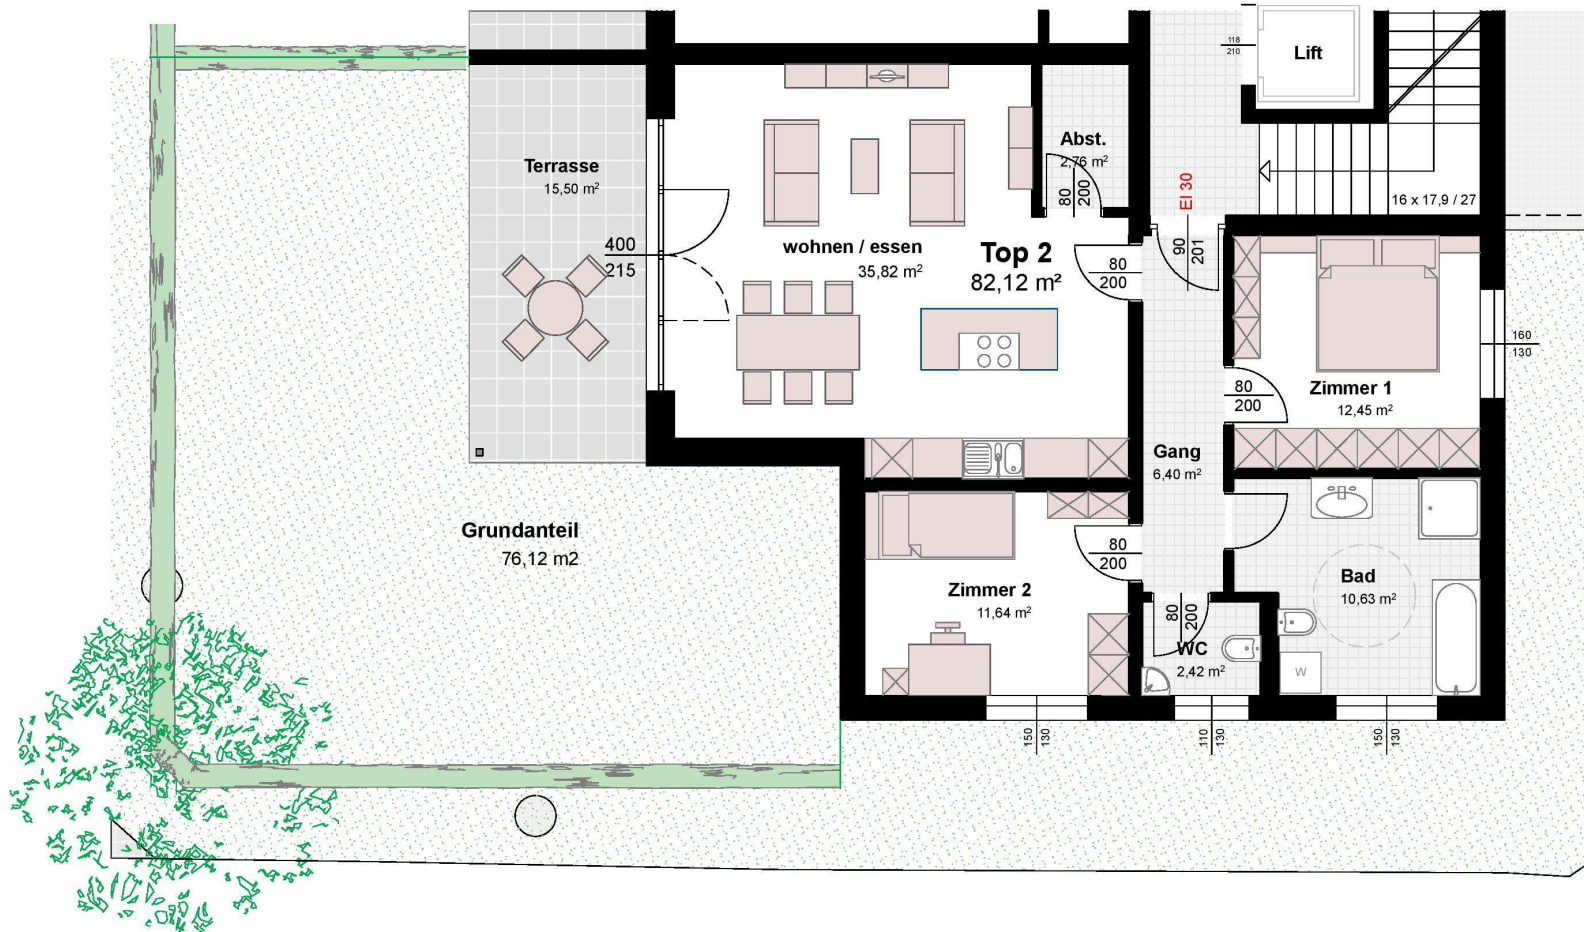 118
210
Lift
Abst.
2,76 m²
80
200
Terrasse
15,50 m²
EI 30
16 x 17,9 / 27
400
215
wohnen / essen
35,82 m²
Top 2
82,12 m²
80
200
90
201
160
130
Zimmer 1
12,45 m²
80
200
Gang
6,40 m²
Grundanteil
76,12 m2
80
200
Zimmer 2
11,64 m²
Bad
10,63 m²
80
200
WC
2,42 m²
W
150
130
110
130
150
130